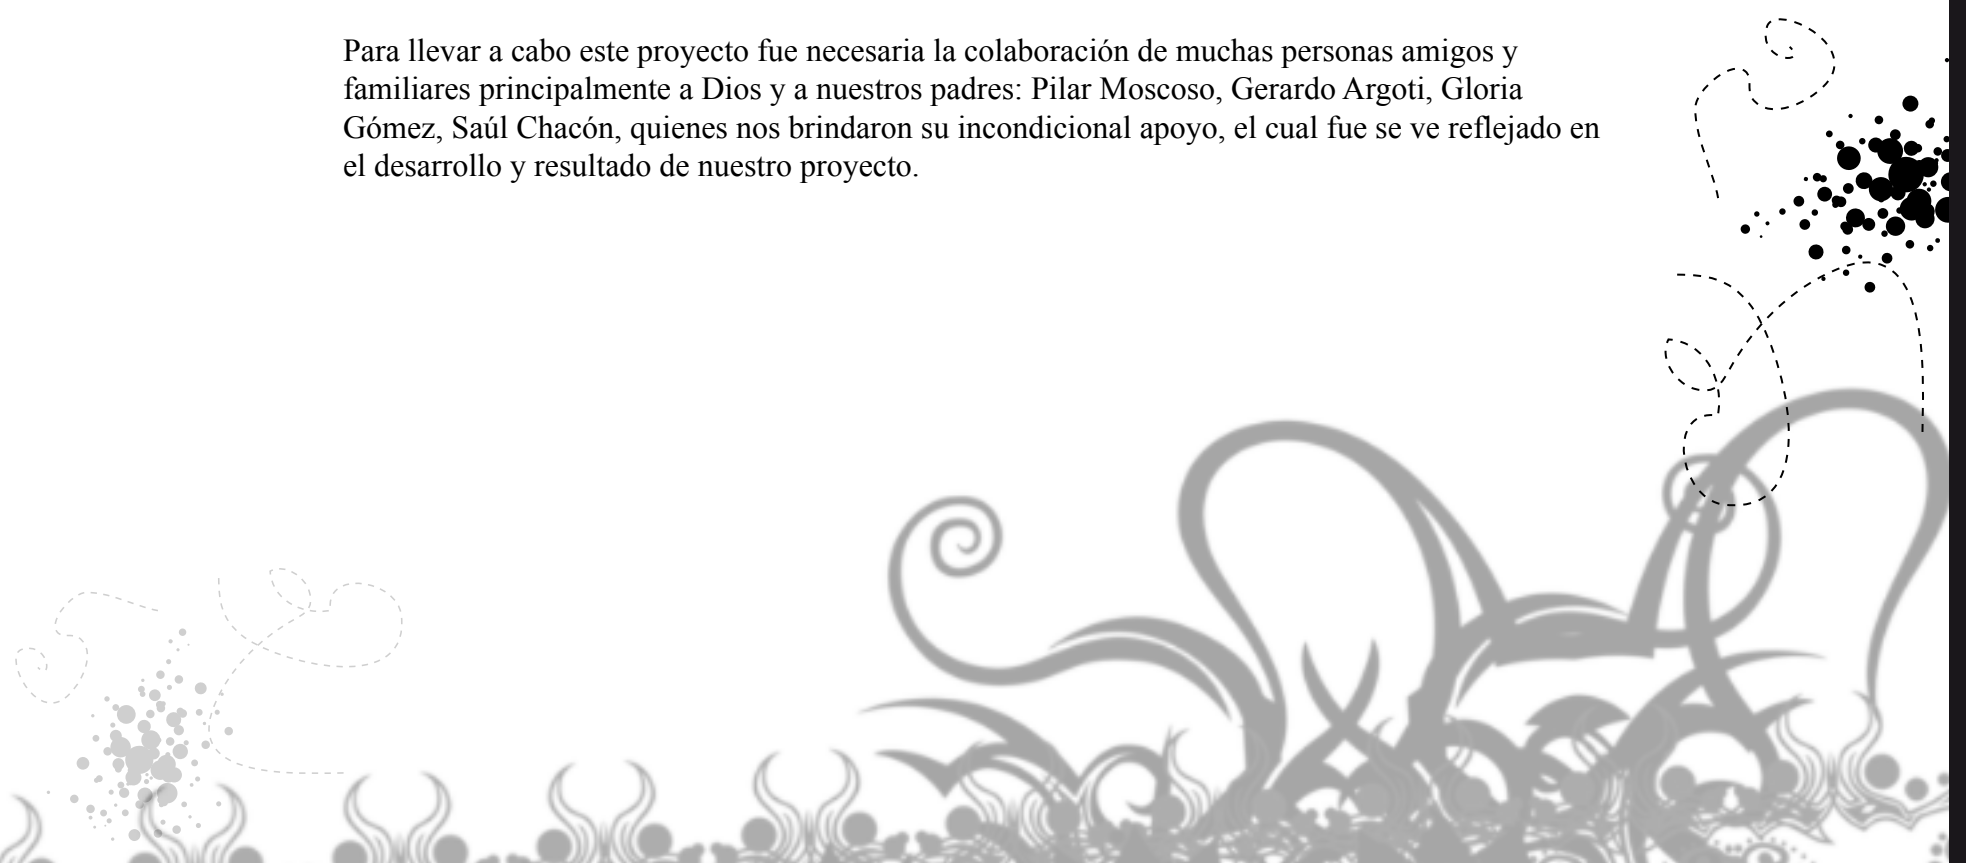 Para llevar a cabo este proyecto fue necesaria la colaboración de muchas personas amigos y
familiares principalmente a Dios y a nuestros padres: Pilar Moscoso, Gerardo Argoti, Gloria
Gómez, Saúl Chacón, quienes nos brindaron su incondicional apoyo, el cual fue se ve reflejado en
el desarrollo y resultado de nuestro proyecto.